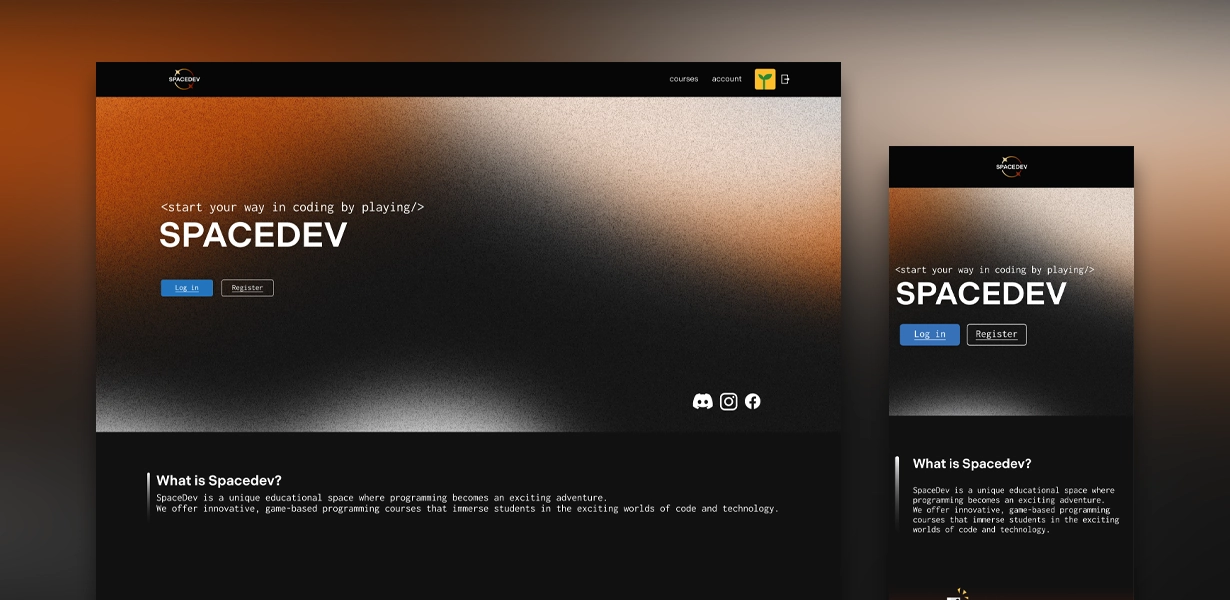 SPACEDEV
courses account
<start your way in coding by playing/>
SPACEDEV
Log in Register
What is Spacedev?
SpaceDev is a unique educational space where programming becomes an exciting adventure.
We offer innovative, game-based programming courses that immerse students in the exciting worlds of code and technology.
SPACEDEV
<start your way in coding by playing/>
SPACEDEV
Log in Register
What is Spacedev?
SpaceDev is a unique educational space where
programming becomes an exciting adventure.
We offer innovative, game-based programming
courses that immerse students in the exciting
worlds of code and technology.